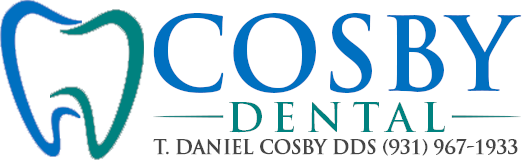 COSBY
DENTAL
T. DANIEL COSBY DDS (931) 967-1933